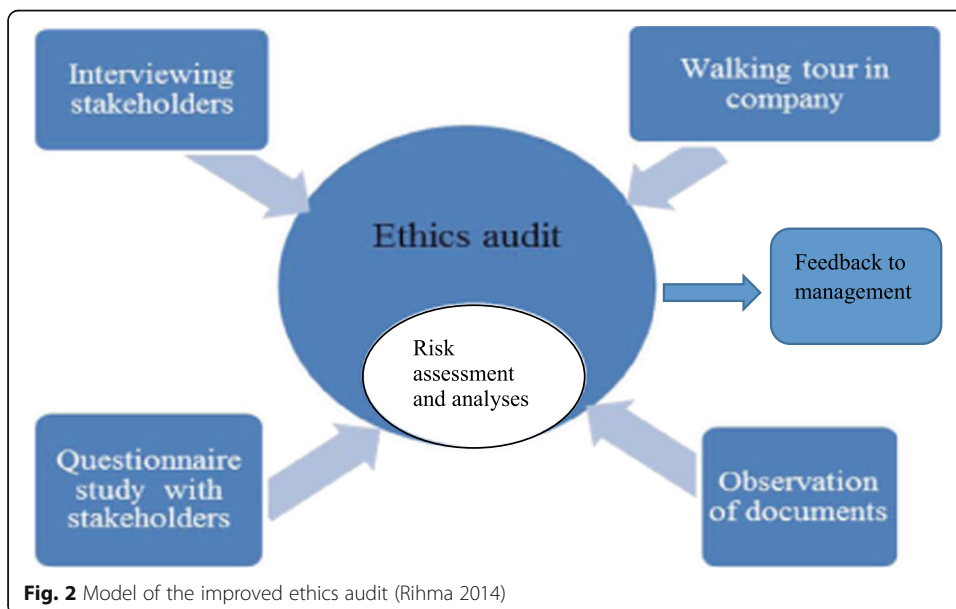 Interviewing
stakeholders
Walking tour in
company
Ethics audit
Feedback to
management
Risk
assessment
and analyses
Questionnaire
study with
stakeholders
Observation
of documents
Fig. 2 Model of the improved ethics audit (Rihma 2014)